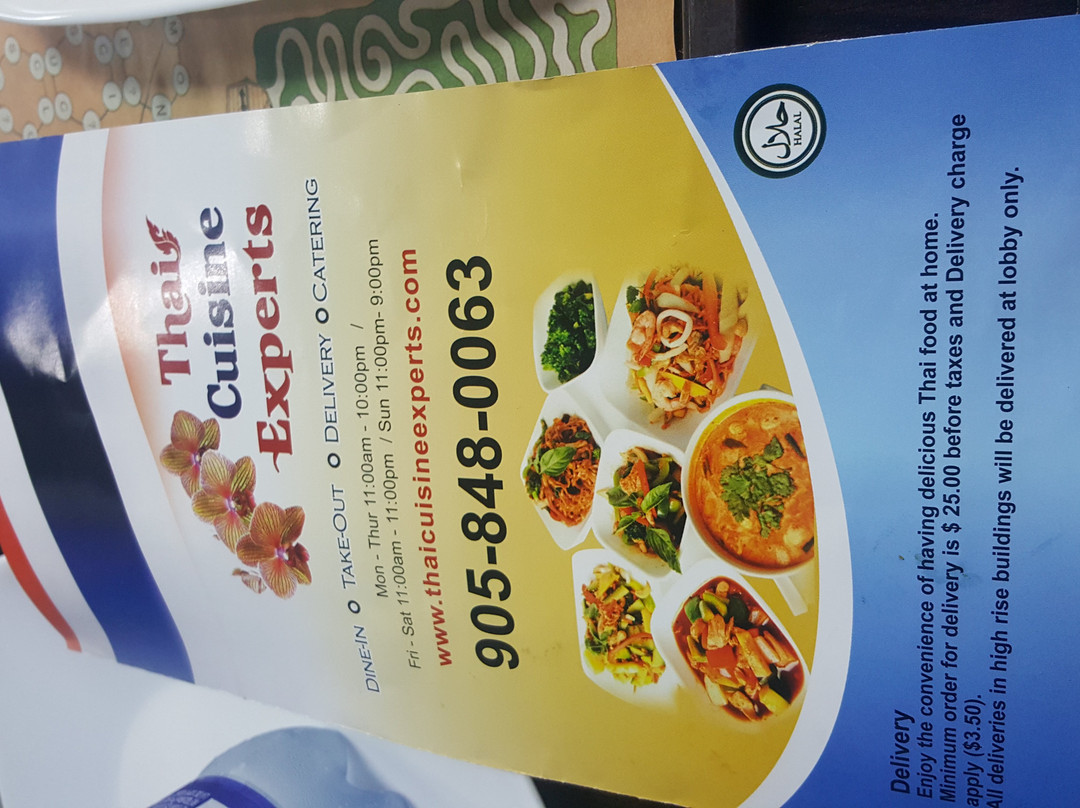 Thai
Cuisine
Experts
DINE-IN o TAKE-OUT o DELIVERY o CATERING
Mon - Thur 11:00am - 10:00pm /
Fri - Sat 11:00am - 11:00pm / Sun 11:00pm- 9:00pm
www.thaicuisineexperts.com
905-848-0063
حلال
HALAL
Delivery
Enjoy the convenience of having delicious Thai food at home.
Minimum order for delivery is $ 25.00 before taxes and Delivery charge
apply ($3.50).
All deliveries in high rise buildings will be delivered at lobby only.